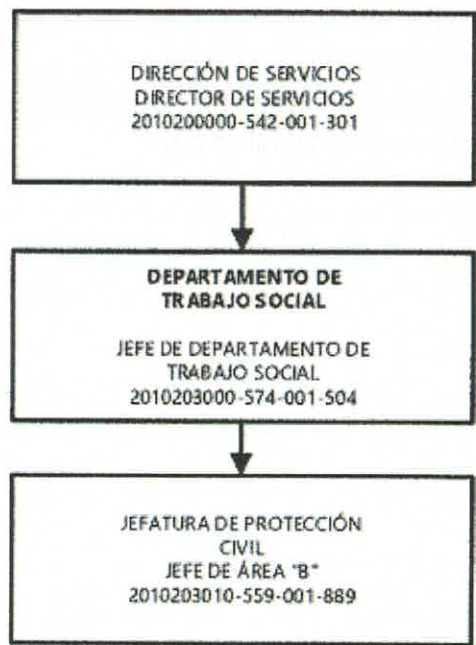 DIRECCIÓN DE SERVICIOS
DIRECTOR DE SERVICIOS
2010200000-542-001-301
DEPARTAMENTO DE
TRABAJO SOCIAL
JEFE DE DEPARTAMENTO DE
TRABAJO SOCIAL
2010203000-574-001-504
JEFATURA DE PROTECCIÓN
CIVIL
JEFE DE ÁREA "B"
2010203010-559-001-889